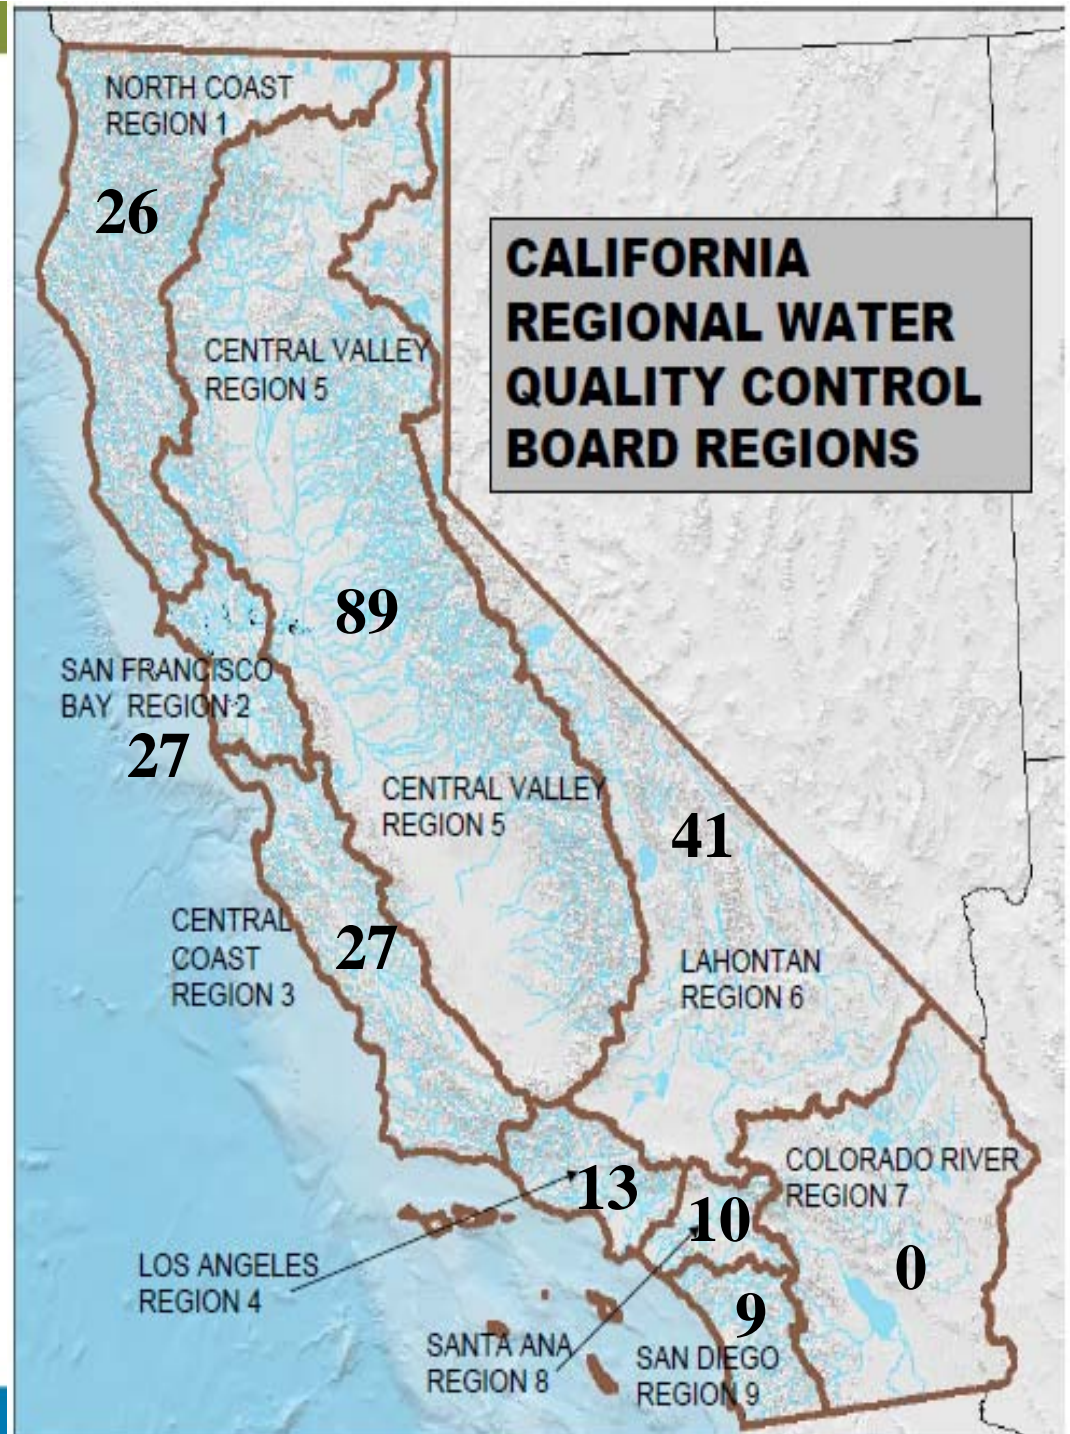 NORTH COAST
REGION 1
26
CALIFORNIA
REGIONAL WATER
QUALITY CONTROL
BOARD REGIONS
CENTRAL VALLEY
REGION 5
89
SAN FRANCISCO
BAY REGION 2
27
CENTRAL VALLEY
REGION 5
41
CENTRAL
COAST
REGION 3
27
LAHONTAN
REGION 6
COLORADO RIVER
REGION 7
0
13
10
LOS ANGELES
REGION 4
9
SANTA ANA
REGION 8
SAN DIEGO
REGION 9